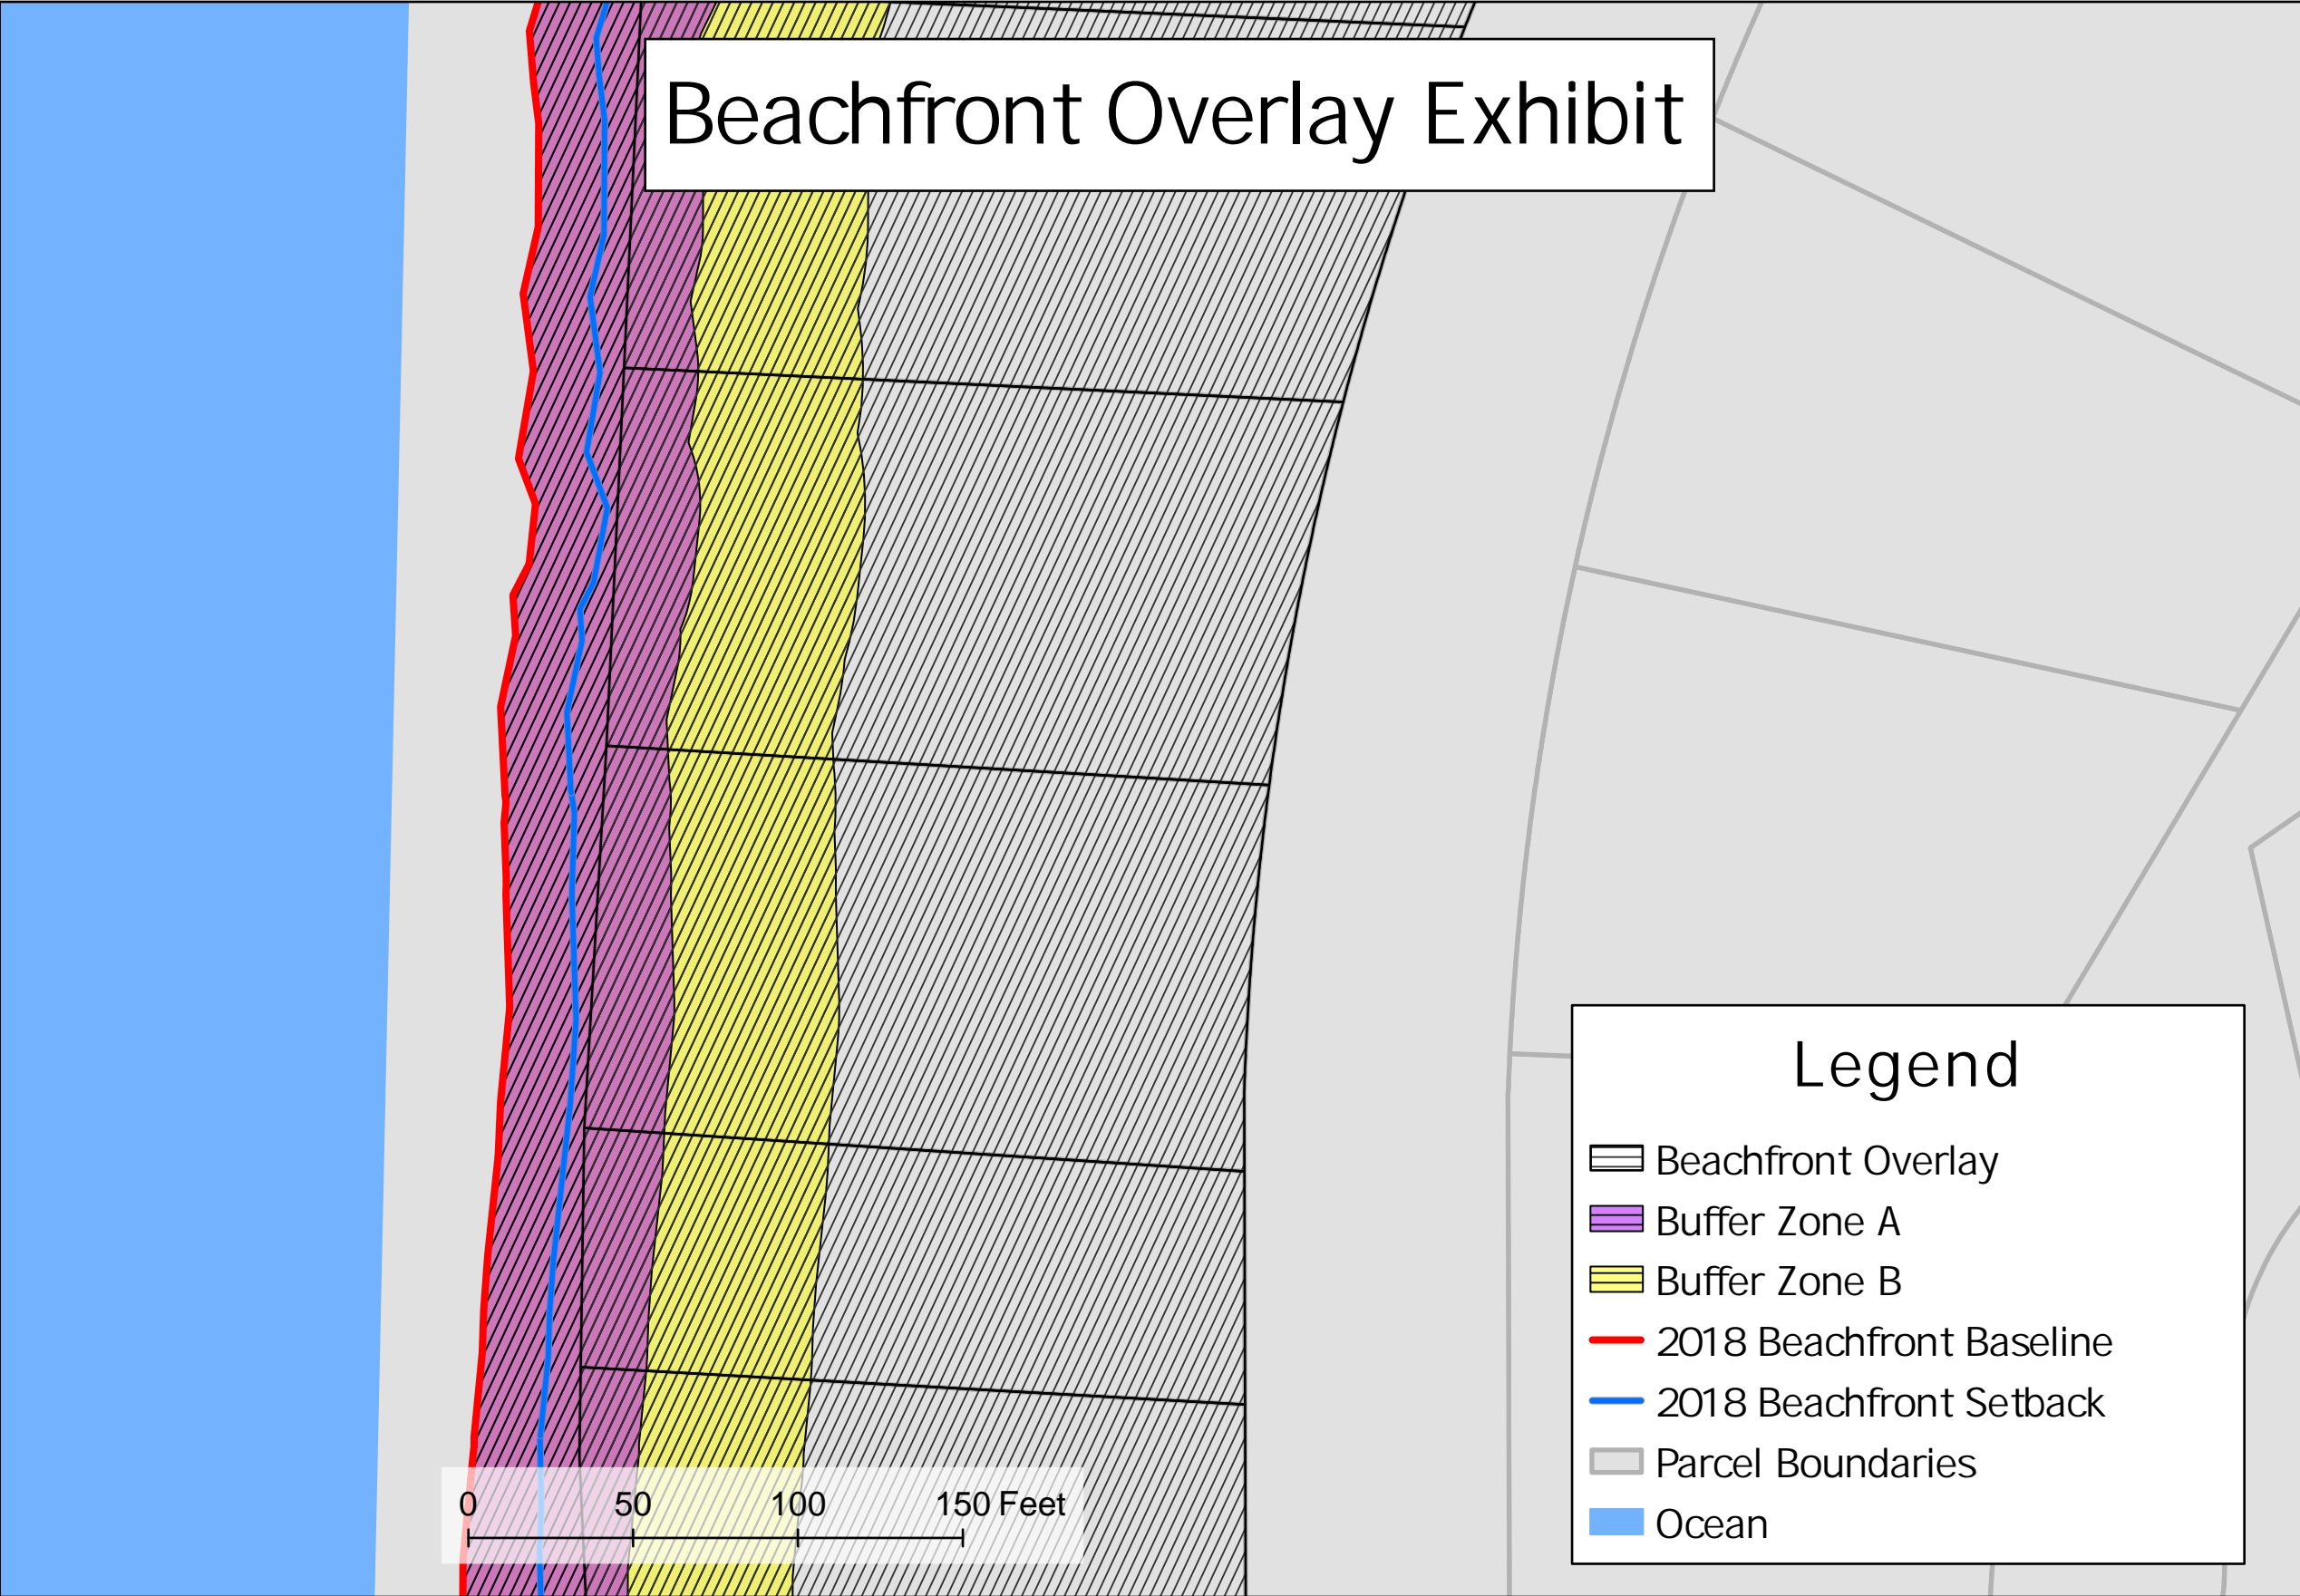 Beachfront Overlay Exhibit
Legend
Beachfront Overlay
Buffer Zone A
Buffer Zone B
2018 Beachfront Baseline
2018 Beachfront Setback
Parcel Boundaries
Ocean
0 50 100 150 Feet